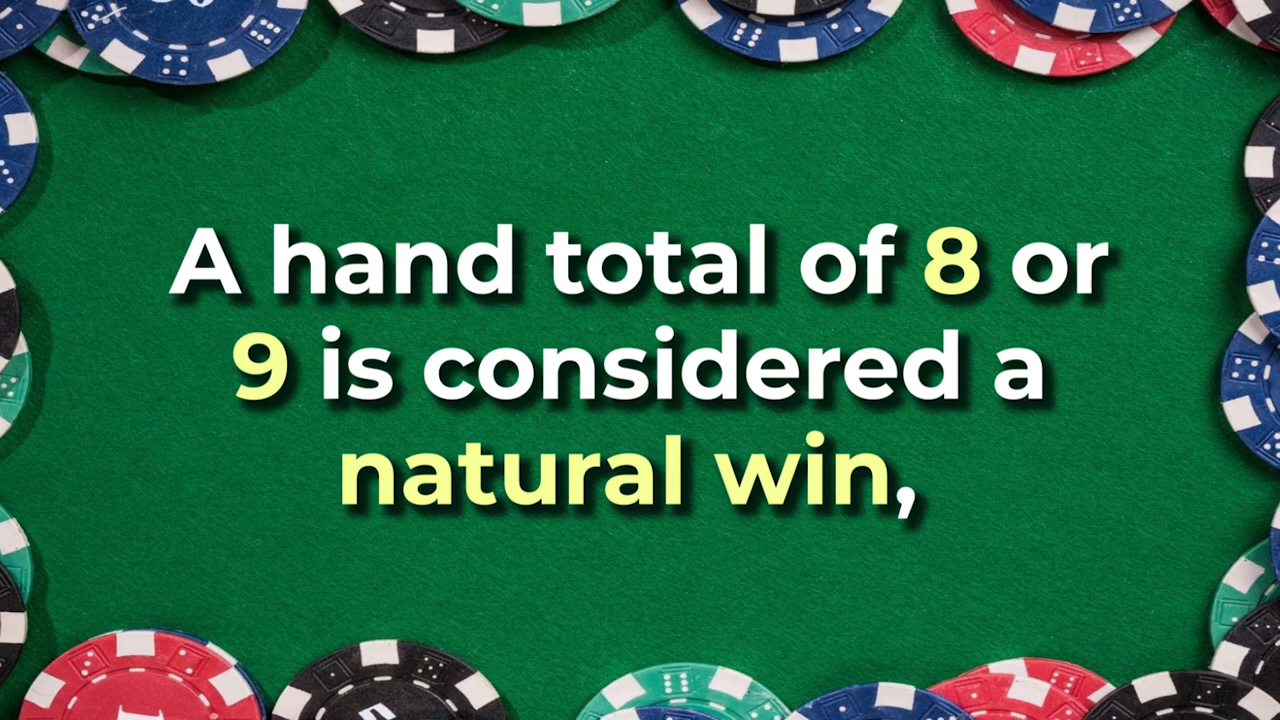 A hand total of 8 or
9 is considered a
natural win,